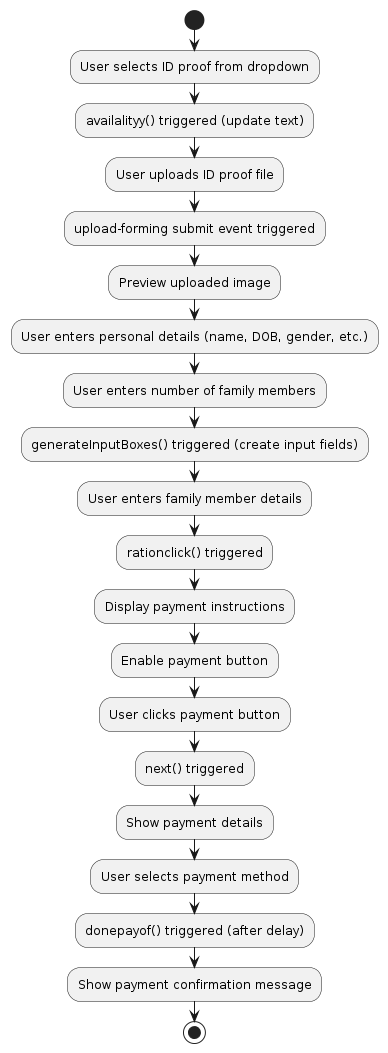 User selects ID proof from dropdown
availalityy() triggered (update text)
User uploads ID proof file
upload-forming submit event triggered
Preview uploaded image
User enters personal details (name, DOB, gender, etc.)
User enters number of family members
generateInputBoxes() triggered (create input fields)
User enters family member details
rationclick() triggered
Display payment instructions
Enable payment button
User clicks payment button
next() triggered
Show payment details
User selects payment method
donepayof() triggered (after delay)
Show payment confirmation message